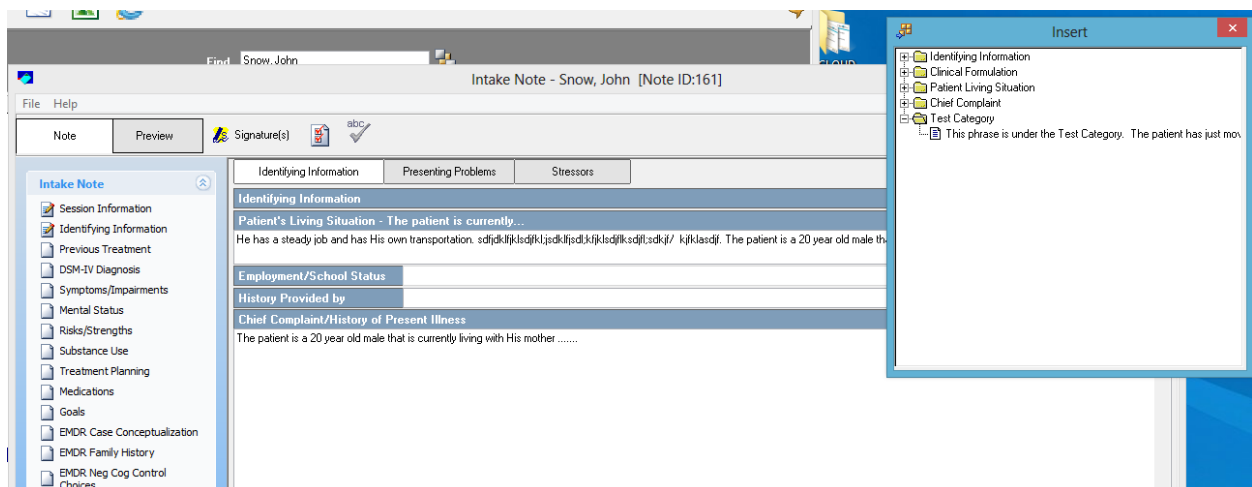 Find Snow, John
Intake Note - Snow, John [Note ID:161]
File Help
Note Preview Signature(s) abc
Intake Note
Session Information
Identifying Information
Previous Treatment
DSM-IV Diagnosis
Symptoms/Impairments
Mental Status
Risks/Strengths
Substance Use
Treatment Planning
Medications
Goals
EMDR Case Conceptualization
EMDR Family History
EMDR Neg Cog Control
Choices
Identifying Information Presenting Problems Stressors
Identifying Information
Patient's Living Situation - The patient is currently...
He has a steady job and has His own transportation. The patient is a 20 year old male
Employment/School Status
History Provided by
Chief Complaint/History of Present Illness
The patient is a 20 year old male that is currently living with His mother .......
Insert
Identifying Information
Clinical Formulation
Patient Living Situation
Chief Complaint
Test Category
This phrase is under the Test Category. The patient has just mov